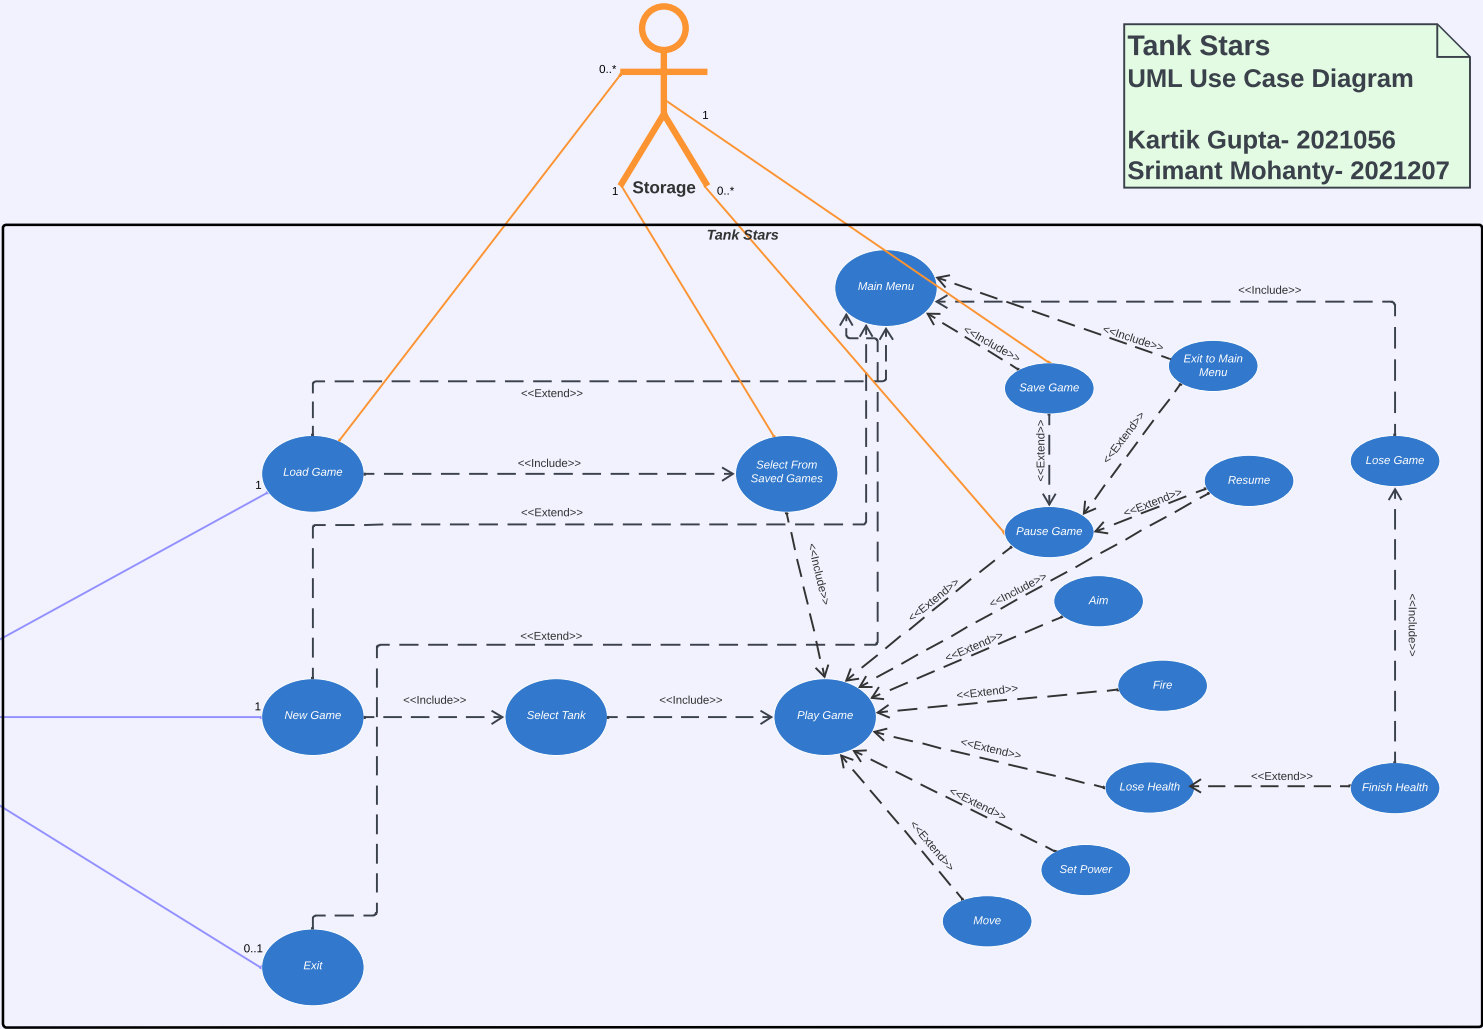 Tank Stars
UML Use Case Diagram
Kartik Gupta- 2021056
Srimant Mohanty- 2021207
0..*
1
1
Storage
0..*
Tank Stars
Main Menu
<<Include>>
<<Include>>
<<Include>>
Exit to Main
Menu
Save Game
<<Extend>>
<<Extend>>
<<Extend>>
Load Game
<<Include>>
Select From
Saved Games
Lose Game
Resume
1
<<Extend>>
<<Extend>>
Pause Game
<<Include>>
<<Extend>>
<<Include>>
Aim
<<Include>>
<<Extend>>
<<Extend>>
Fire
<<Extend>>
1
New Game
<<Include>>
Select Tank
<<Include>>
Play Game
<<Extend>>
Lose Health
<<Extend>>
Finish Health
<<Extend>>
<<Extend>>
Set Power
Move
0..1
Exit